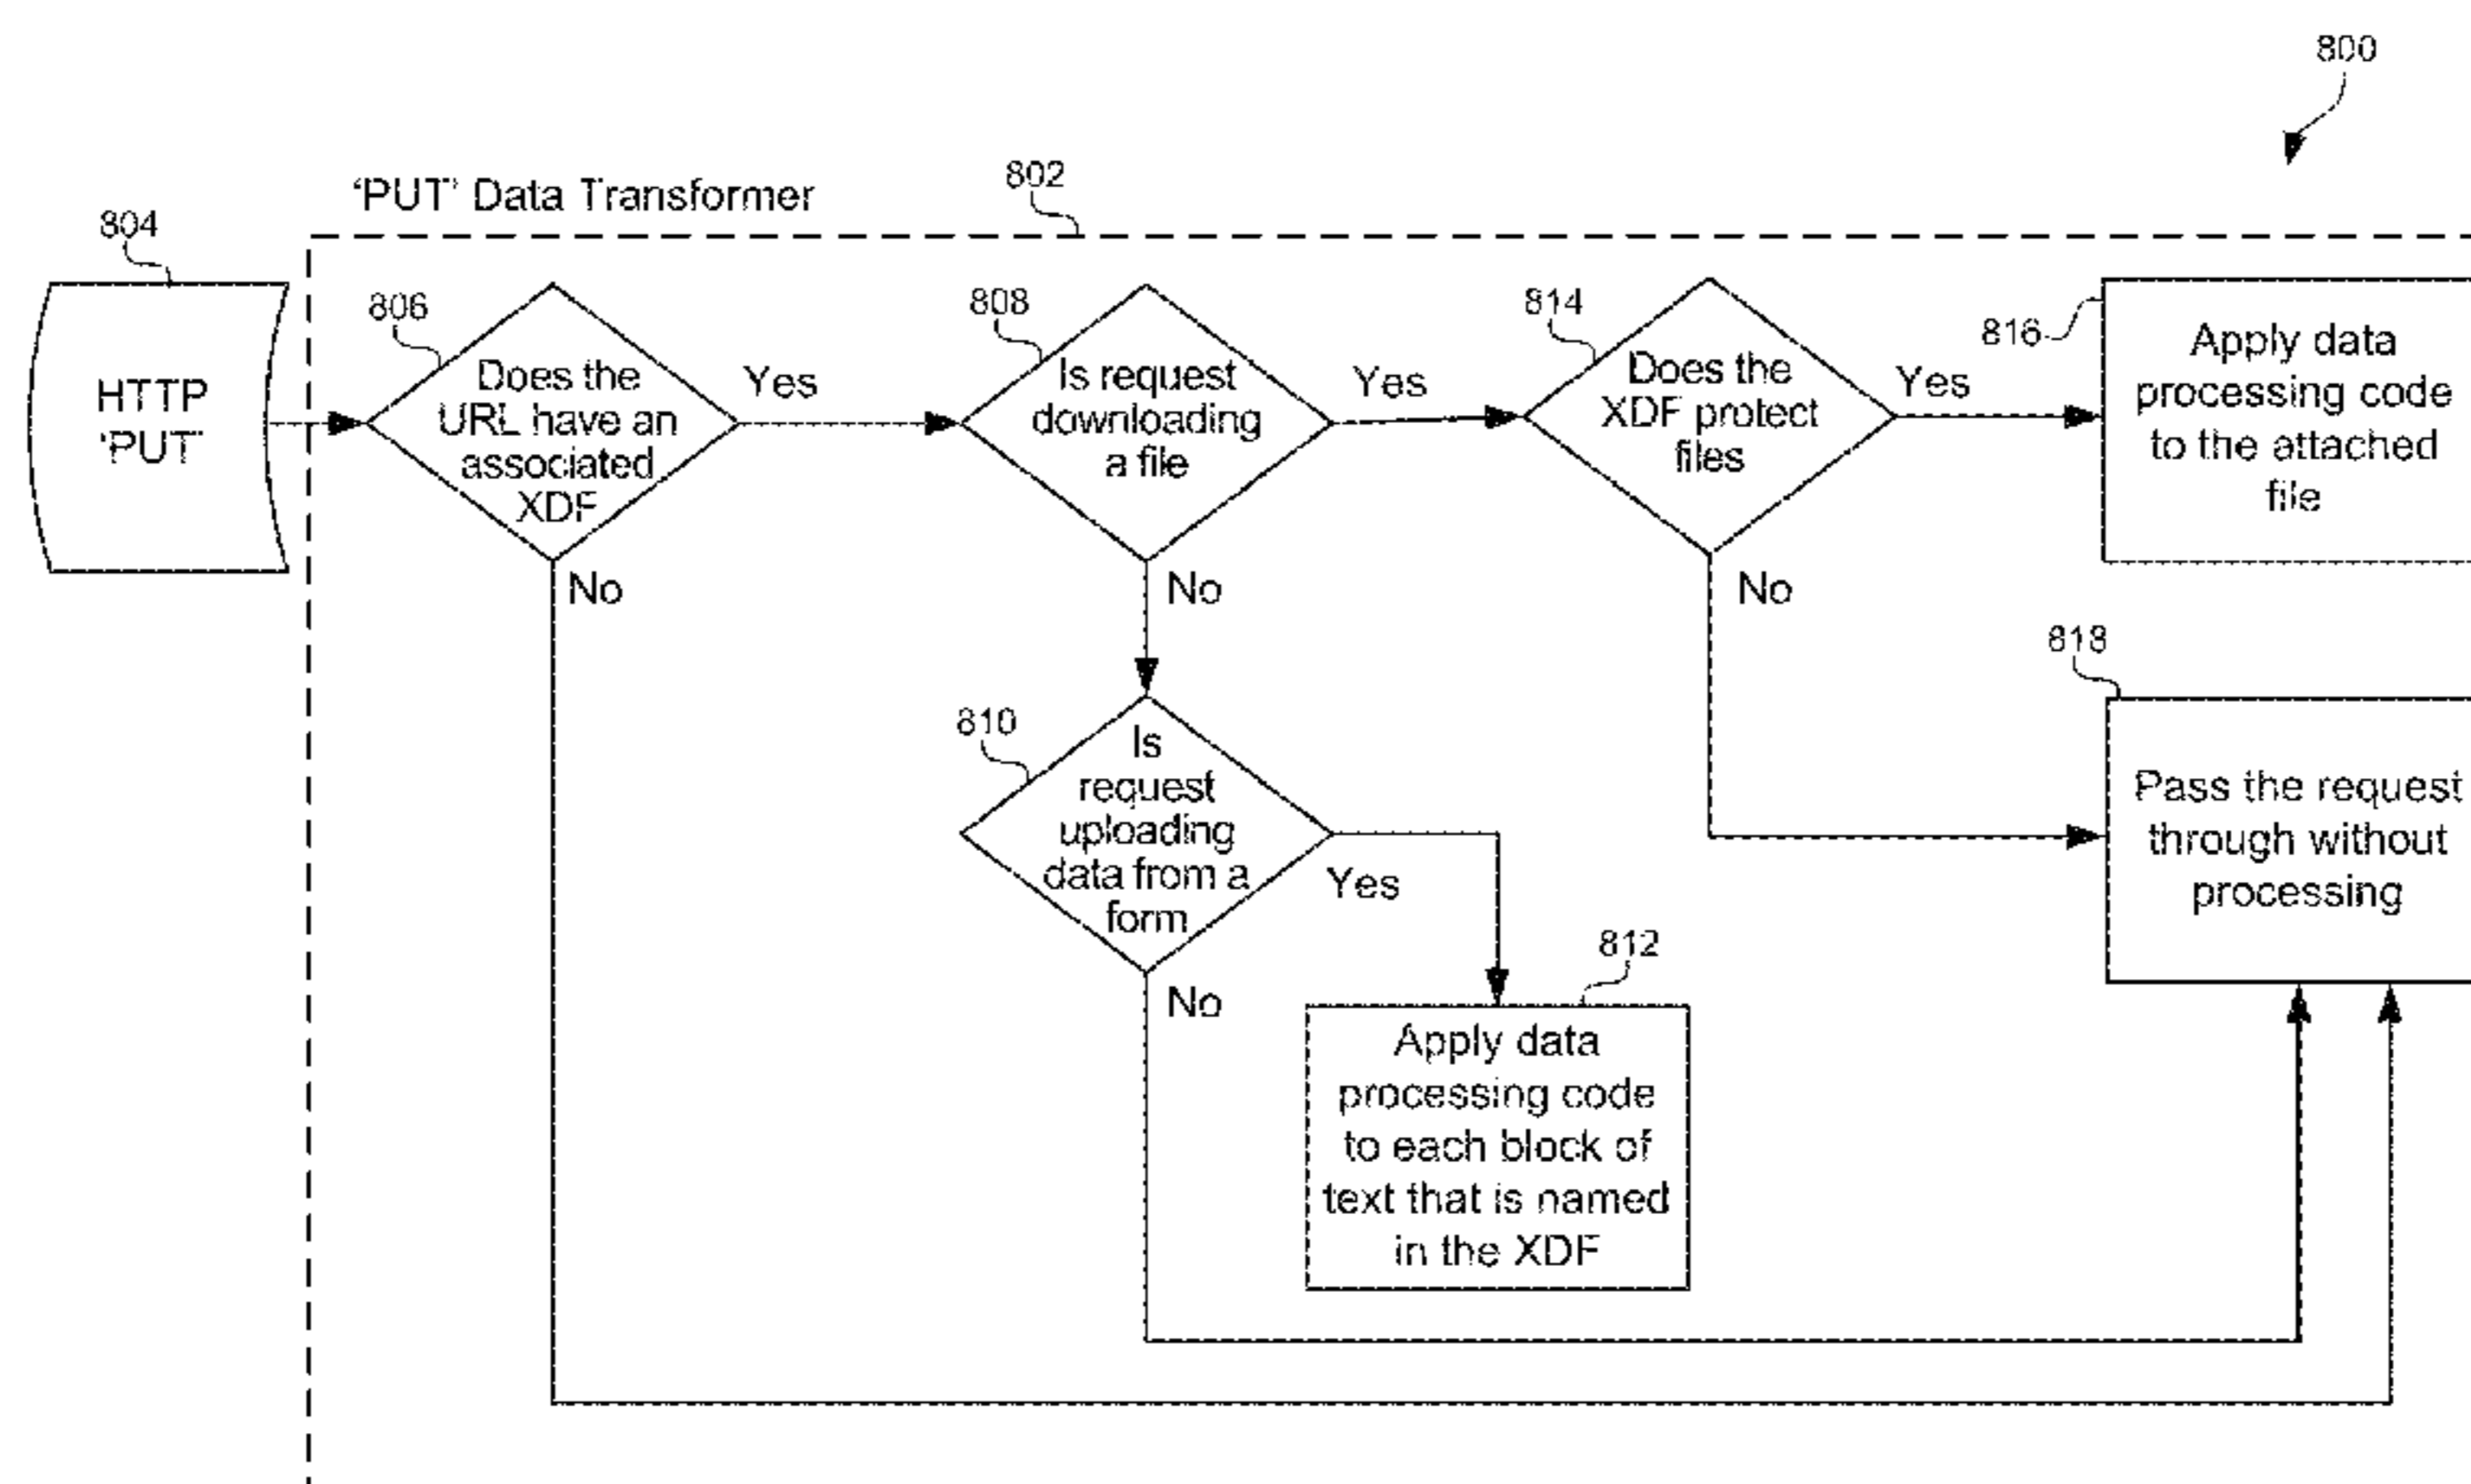 800
'PUT' Data Transformer
802
804
HTTP
'PUT'
806
Does the
URL have an
associated
XDF
Yes
No
808
Is request
downloading
a file
Yes
No
814
Does the
XDF protect
files
Yes
No
816
Apply data
processing code
to the attached
file
810
Is
request
uploading
data from a
form
Yes
No
812
Apply data
processing code
to each block of
text that is named
in the XDF
818
Pass the request
through without
processing